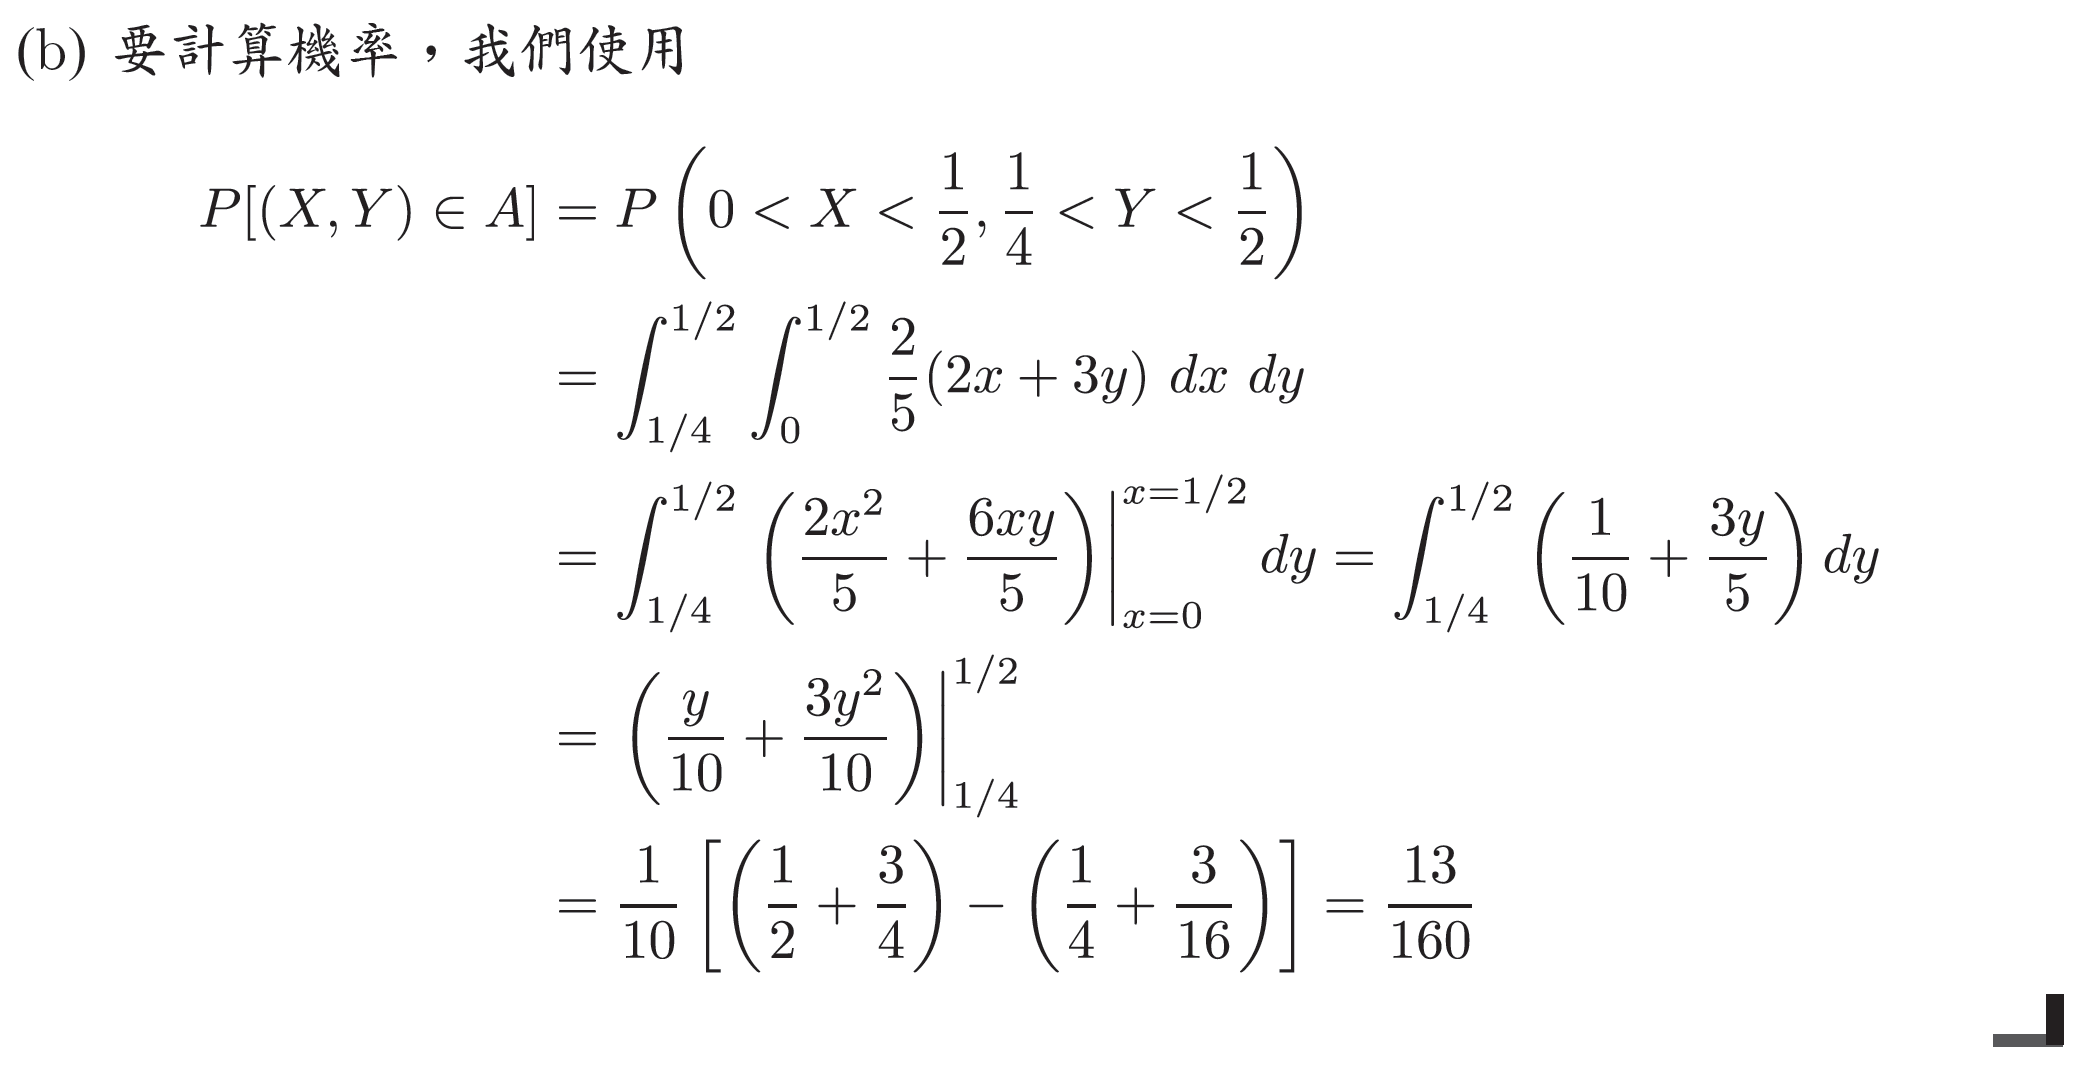 (b) 要計算機率，我們使用
P[(X, Y) ∈ A] = P(0 < X < 1/2, 1/4 < Y < 1/2)
= ∫_{1/4}^{1/2} ∫_{0}^{1/2} 2/5 (2x + 3y) dx dy
= ∫_{1/4}^{1/2} (2x²/5 + 6xy/5) |_{x=0}^{x=1/2} dy = ∫_{1/4}^{1/2} (1/10 + 3y/5) dy
= (y/10 + 3y²/10) |_{1/4}^{1/2}
= 1/10 [(1/2 + 3/4) − (1/4 + 3/16)] = 13/160